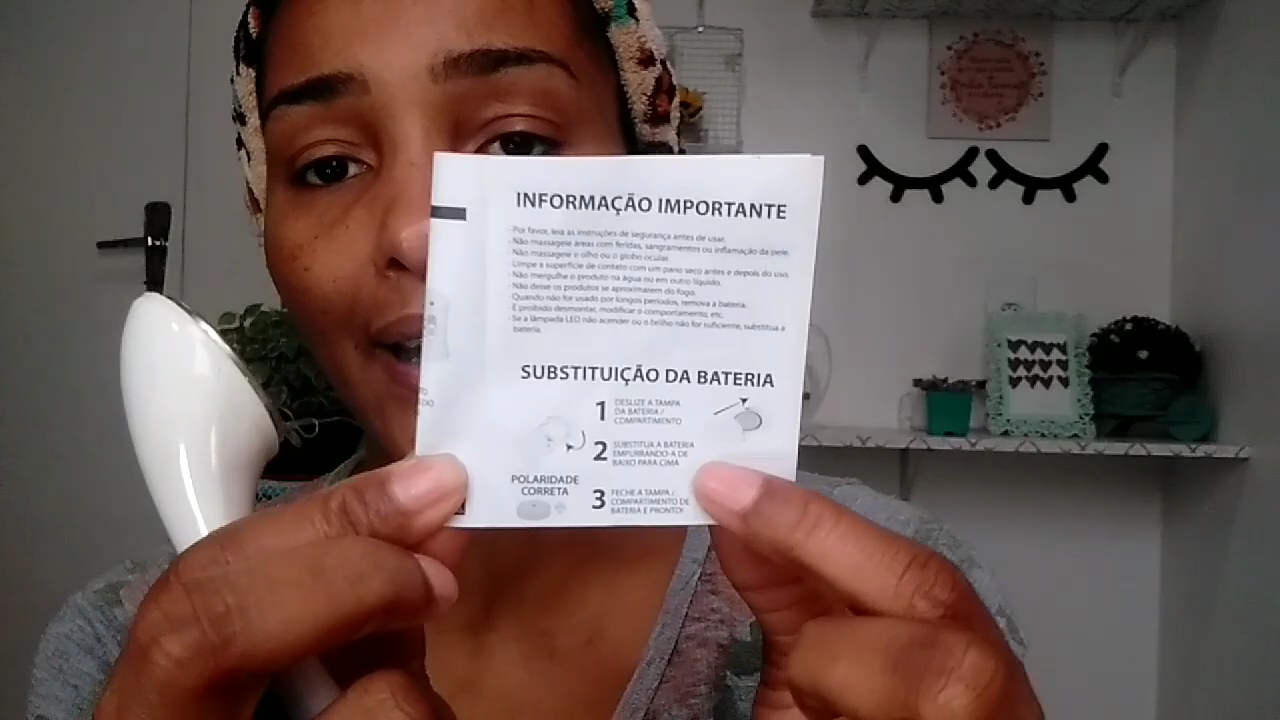 INFORMAÇÃO IMPORTANTE
- Por favor, leia as instruções de segurança antes de usar.
- Não massageie áreas com feridas, sangramentos ou inflamação da pele.
Não massageie o olho ou o globo ocular.
- Limpe a superfície de contato com um pano seco antes e depois do uso.
- Não mergulhe o produto na água ou em outro líquido.
- Não deixe os produtos se aproximarem do fogo.
- Quando não for usado por longos períodos, remova a bateria.
É proibido desmontar, modificar o comportamento, etc.
- Se a lâmpada LED não acender ou o brilho não for suficiente, substitua a
bateria.
SUBSTITUIÇÃO DA BATERIA
1 DESLIZE A TAMPA
DA BATERIA /
COMPARTIMENTO
2 SUBSTITUA A BATERIA
EMPURRANDO-A DE
BAIXO PARA CIMA
POLARIDADE
CORRETA
3 FECHE A TAMPA /
COMPARTIMENTO DE
BATERIA E PRONTO!